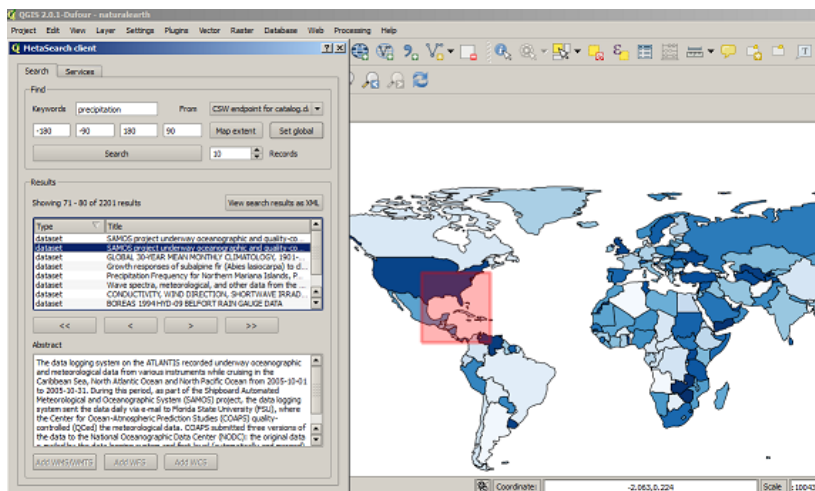 QGIS 2.0.1-Dufour - naturalearth
Project Edit View Layer Settings Plugins Vector Raster Database Web Processing Help
MetaSearch client
Search Services
Find
Keywords precipitation From CSW endpoint for catalog.d
-180 -90 180 90 Map extent Set global
Search 10 Records
Results
Showing 71 - 80 of 2201 results View search results as XML
Type Title
dataset SAMOS project underway oceanographic and quality-co...
dataset SAMOS project underway oceanographic and quality-co...
dataset GLOBAL 30-YEAR MEAN MONTHLY CLIMATOLOGY, 1901-...
dataset Growth responses of subalpine fir (Abies lasiocarpa) to d...
dataset Precipitation Frequency for Northern Mariana Islands, P...
dataset Wave spectra, meteorological, and other data from the ...
dataset CONDUCTIVITY, WIND DIRECTION, SHORTWAVE IRRAD...
dataset BOREAS 1994 HYD-09 BELFORT RAIN GAUGE DATA
<< < > >>
Abstract
The data logging system on the ATLANTIS recorded underway oceanographic
and meteorological data from various instruments while cruising in the
Caribbean Sea, North Atlantic Ocean and North Pacific Ocean from 2005-10-01
to 2005-10-31. During this period, as part of the Shipboard Automated
Meteorological and Oceanographic System (SAMOS) project, the data logging
system sent the data daily via e-mail to Florida State University (FSU), where
the Center for Ocean-Atmospheric Prediction Studies (COAPS) quality-
controlled (QCed) the meteorological data. COAPS submitted three versions of
the data to the National Oceanographic Data Center (NODC): the original data
Add WMS/WMTS Add WFS Add WCS
Coordinate: -2.063,0.224 Scale :10043